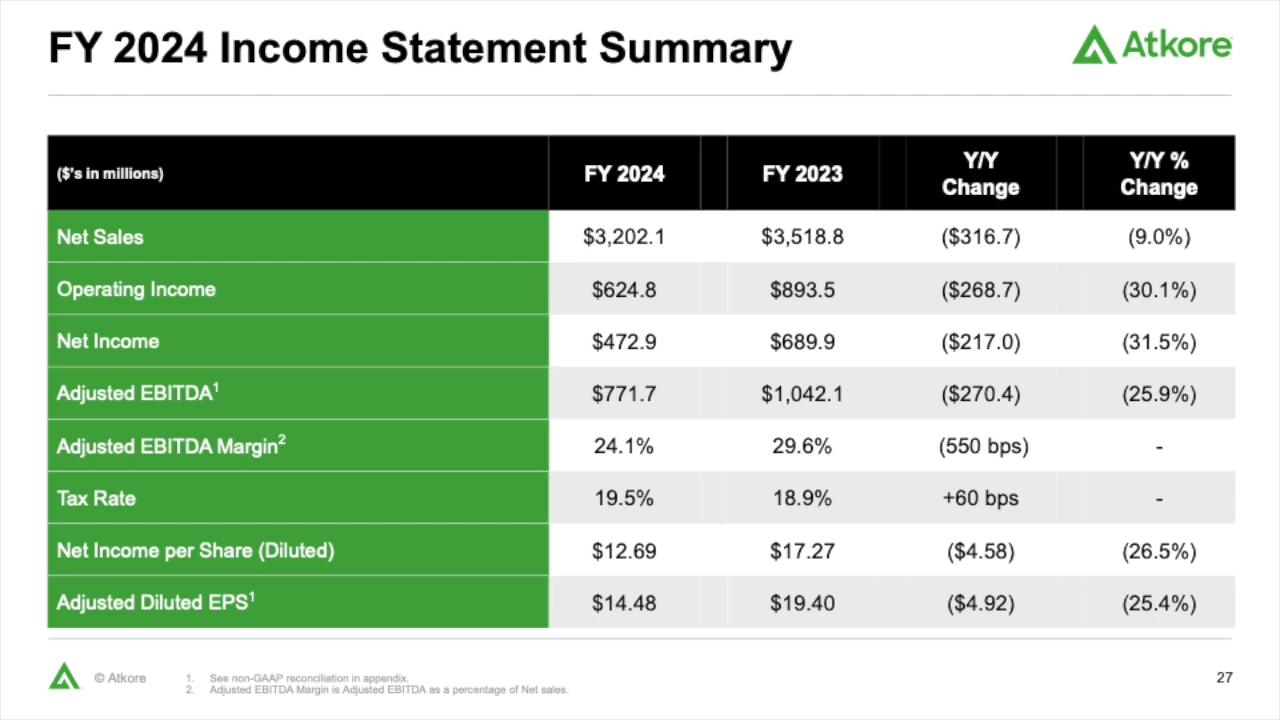 FY 2024 Income Statement Summary
Atkore
($'s in millions) FY 2024 FY 2023 Y/Y Change Y/Y % Change
Net Sales $3,202.1 $3,518.8 ($316.7) (9.0%)
Operating Income $624.8 $893.5 ($268.7) (30.1%)
Net Income $472.9 $689.9 ($217.0) (31.5%)
Adjusted EBITDA1 $771.7 $1,042.1 ($270.4) (25.9%)
Adjusted EBITDA Margin2 24.1% 29.6% (550 bps) -
Tax Rate 19.5% 18.9% +60 bps -
Net Income per Share (Diluted) $12.69 $17.27 ($4.58) (26.5%)
Adjusted Diluted EPS1 $14.48 $19.40 ($4.92) (25.4%)
© Atkore
1. See non-GAAP reconciliation in appendix.
2. Adjusted EBITDA Margin is Adjusted EBITDA as a percentage of Net sales.
27